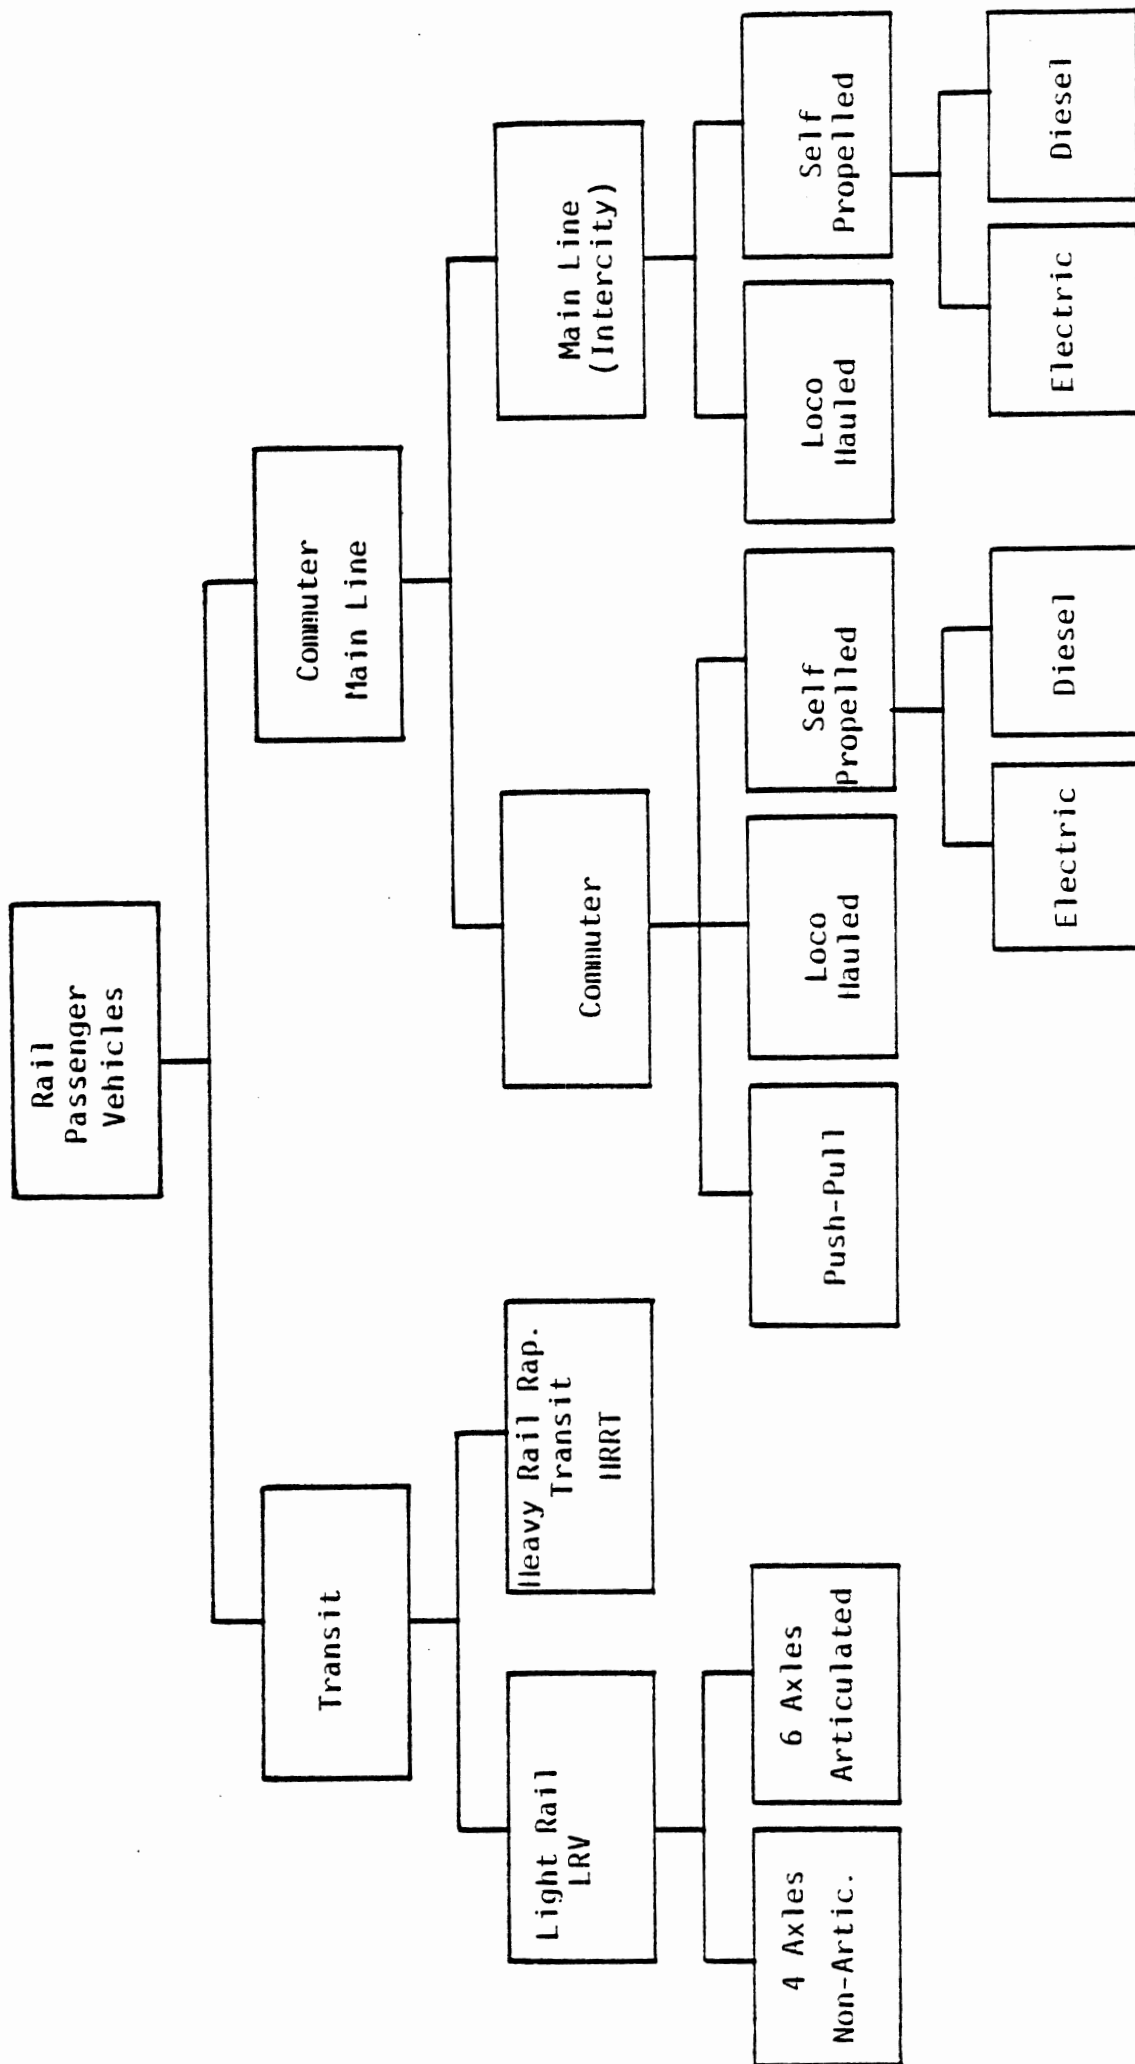 Rail
Passenger
Vehicles
Transit
Commuter
Main Line
Light Rail
LRV
Heavy Rail Rap.
Transit
HRRT
Commuter
Main Line
(Intercity)
4 Axles
Non-Artic.
6 Axles
Articulated
Push-Pull
Loco
Hauled
Self
Propelled
Loco
Hauled
Self
Propelled
Electric
Diesel
Electric
Diesel